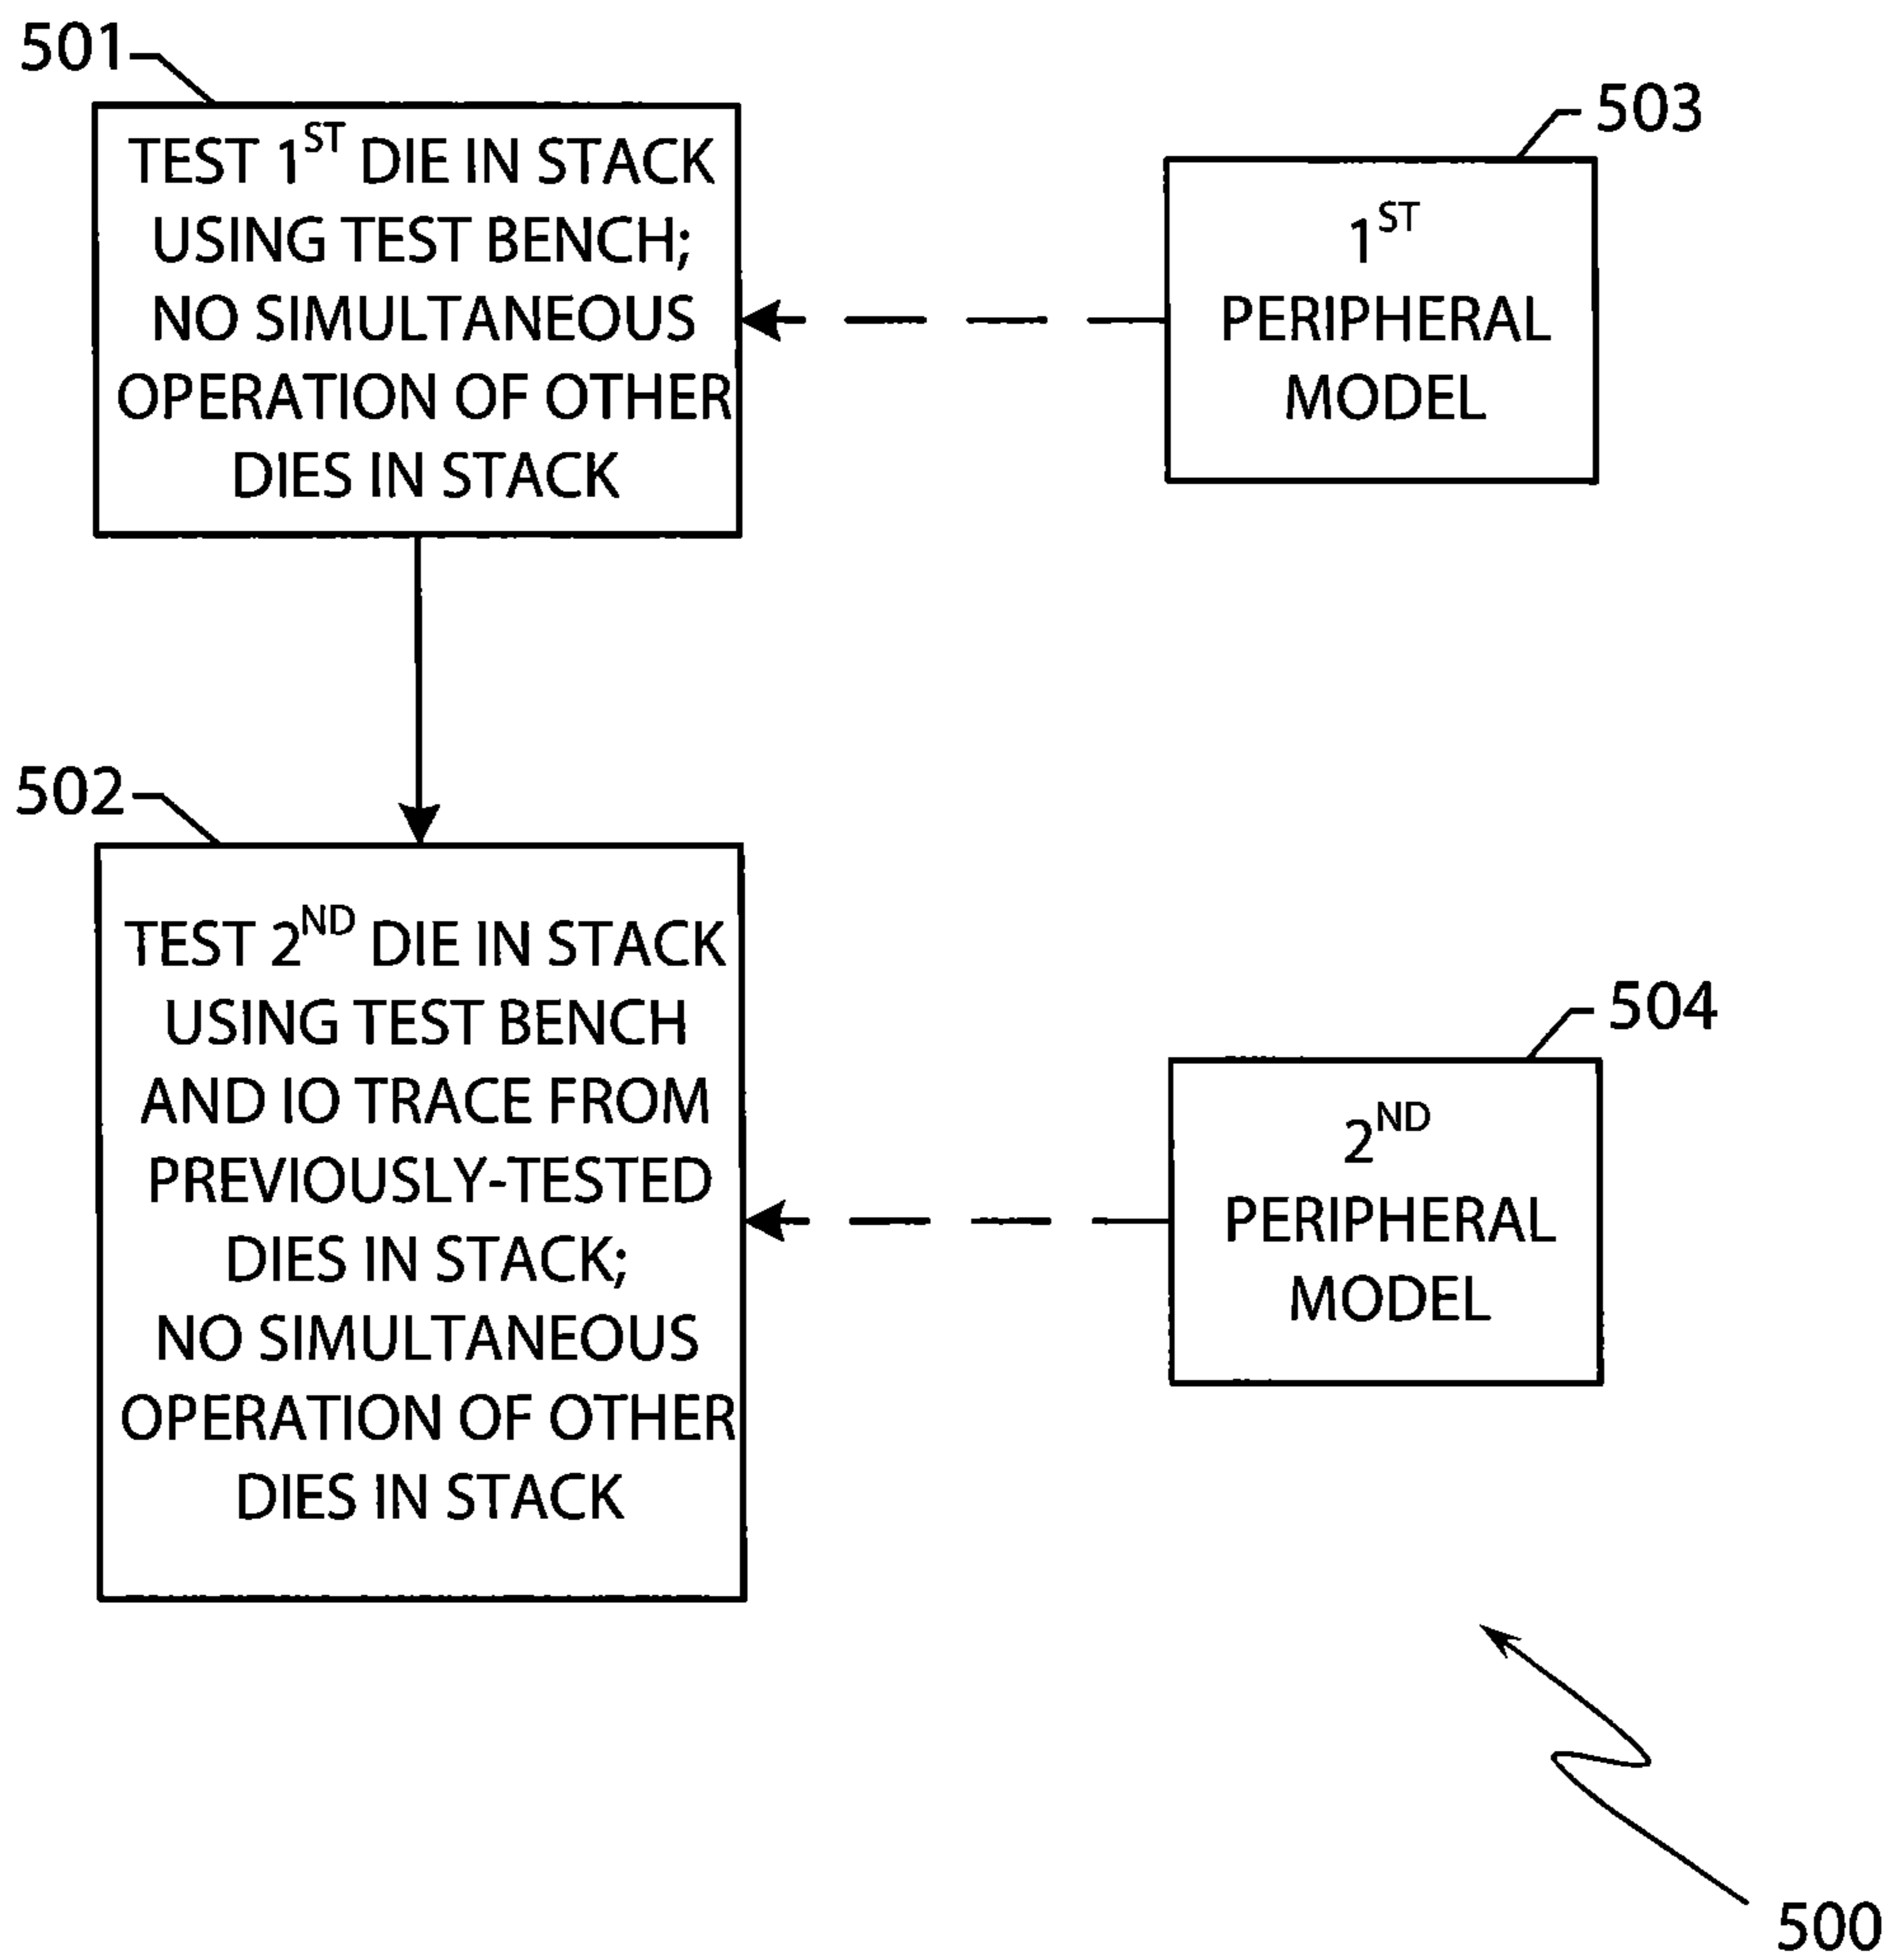 501
TEST 1ST DIE IN STACK
USING TEST BENCH;
NO SIMULTANEOUS
OPERATION OF OTHER
DIES IN STACK
503
1ST
PERIPHERAL
MODEL
502
TEST 2ND DIE IN STACK
USING TEST BENCH
AND IO TRACE FROM
PREVIOUSLY-TESTED
DIES IN STACK;
NO SIMULTANEOUS
OPERATION OF OTHER
DIES IN STACK
504
2ND
PERIPHERAL
MODEL
500